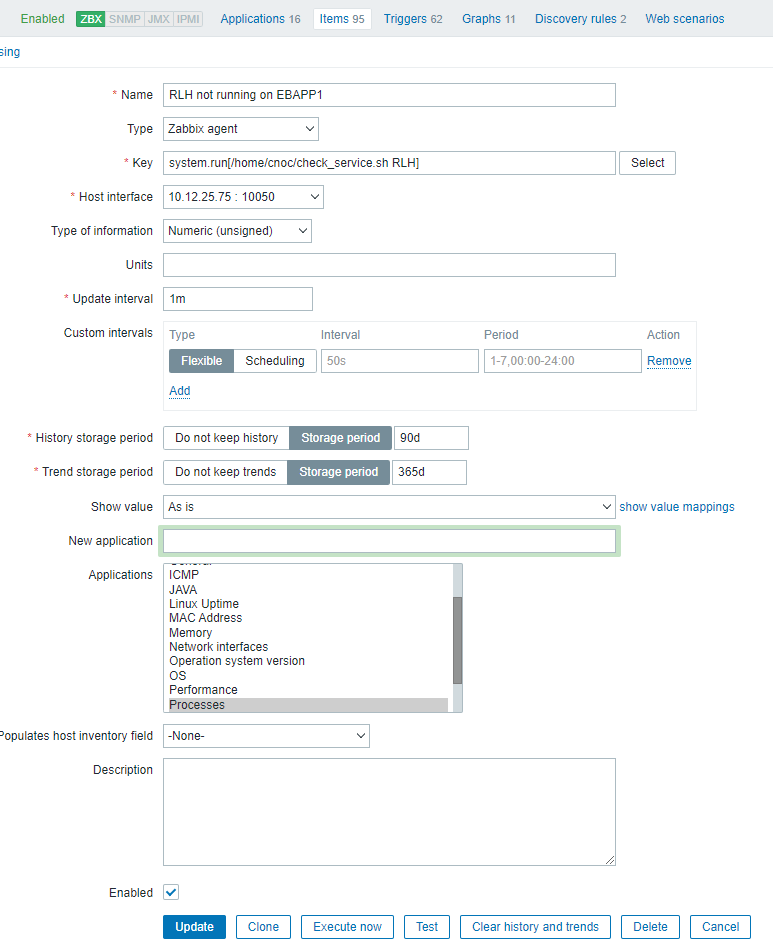 Enabled ZBX SNMP JMX IPMI Applications 16 Items 95 Triggers 62 Graphs 11 Discovery rules 2 Web scenarios
sing
* Name RLH not running on EBAPP1
Type Zabbix agent
* Key system.run[/home/cnoc/check_service.sh RLH] Select
* Host interface 10.12.25.75 : 10050
Type of information Numeric (unsigned)
Units
* Update interval 1m
Custom intervals Type Interval Period Action
Flexible Scheduling 50s 1-7,00:00-24:00 Remove
Add
* History storage period Do not keep history Storage period 90d
* Trend storage period Do not keep trends Storage period 365d
Show value As is show value mappings
New application
Applications
General
ICMP
JAVA
Linux Uptime
MAC Address
Memory
Network interfaces
Operation system version
OS
Performance
Processes
Populates host inventory field -None-
Description
Enabled
Update Clone Execute now Test Clear history and trends Delete Cancel